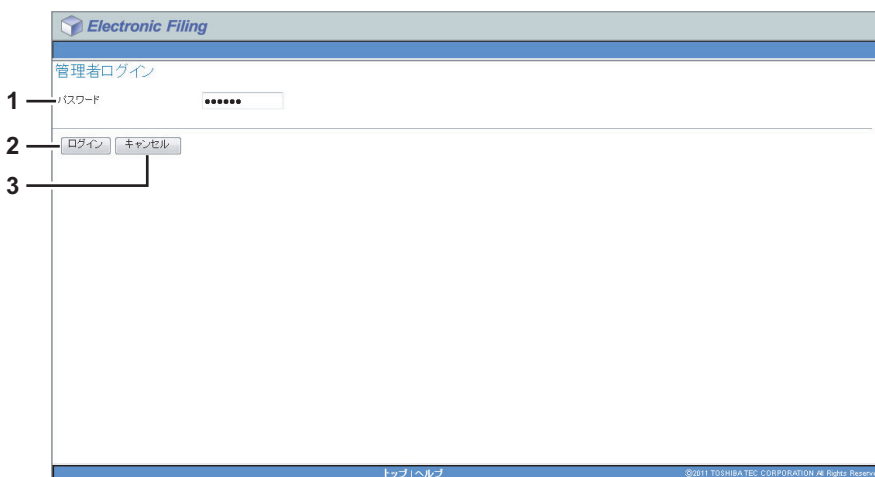 Electronic Filing
管理者ログイン
1 パスワード ••••••
2 ログイン キャンセル
3
トップ | ヘルプ ©2011 TOSHIBA TEC CORPORATION All Rights Reserve